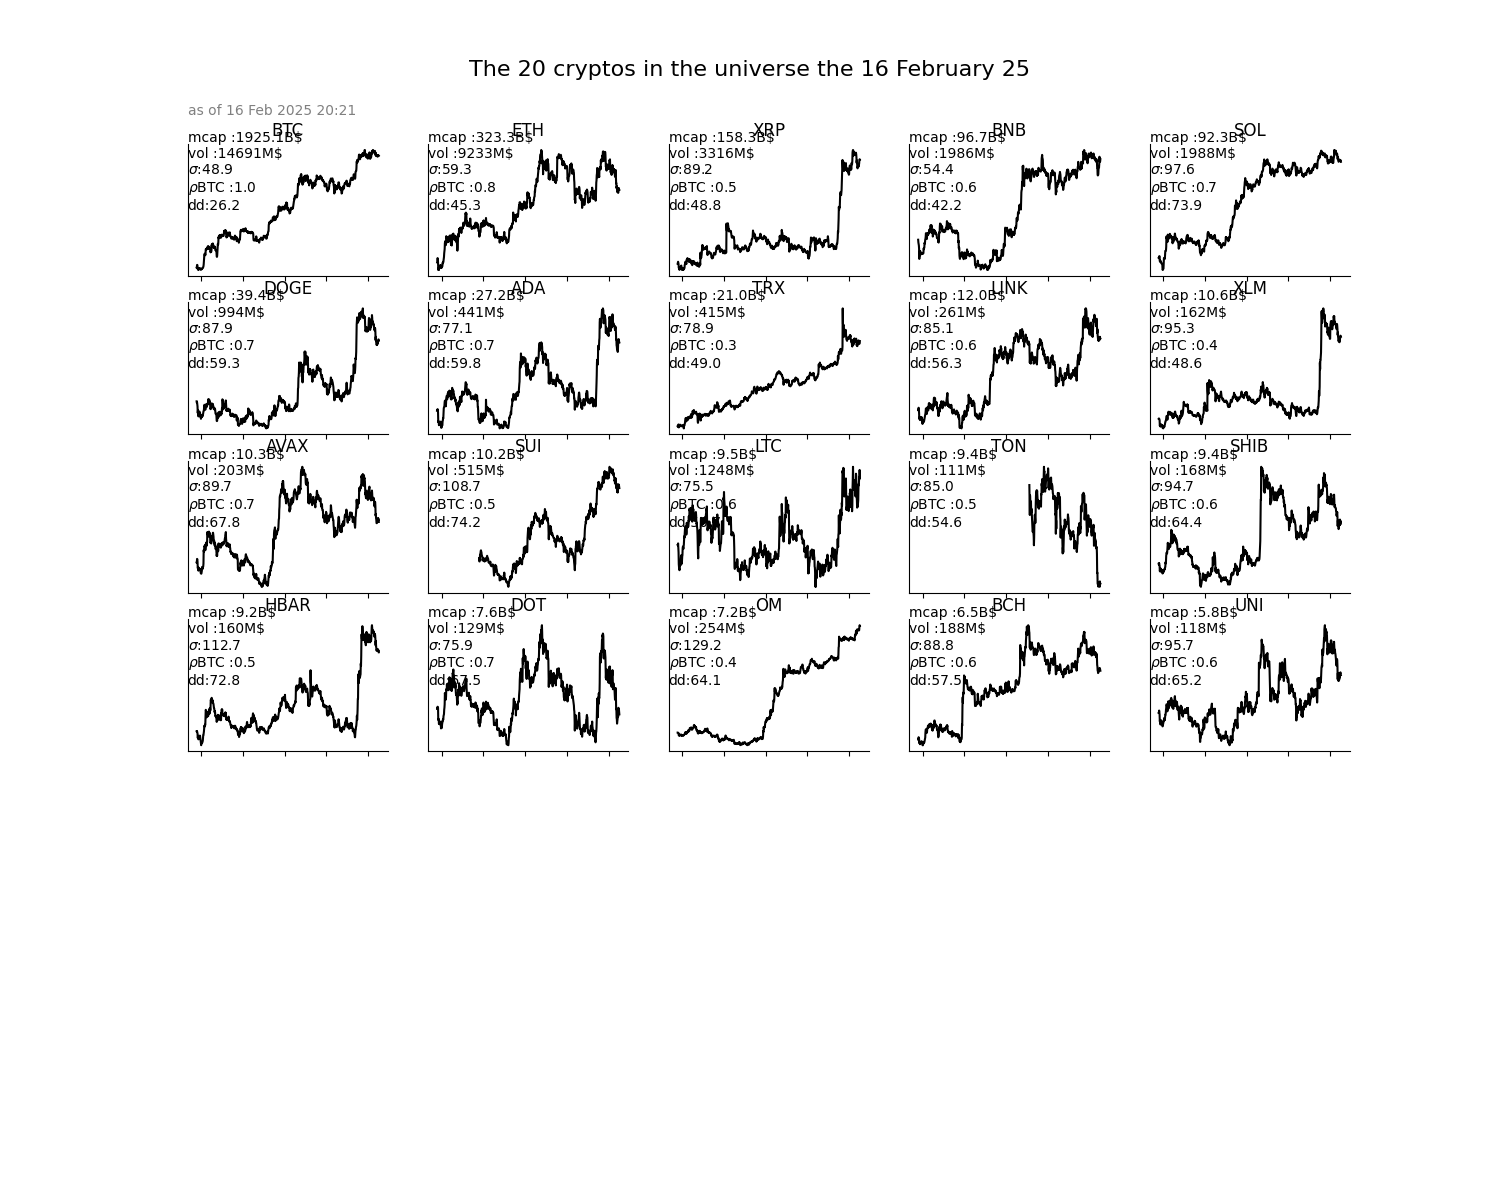 The 20 cryptos in the universe the 16 February 25
as of 16 Feb 2025 20:21
BTC
mcap :1925.1B$
vol :14691M$
σ:48.9
ρBTC :1.0
dd:26.2
ETH
mcap :323.3B$
vol :9233M$
σ:59.3
ρBTC :0.8
dd:45.3
XRP
mcap :158.3B$
vol :3316M$
σ:89.2
ρBTC :0.5
dd:48.8
BNB
mcap :96.7B$
vol :1986M$
σ:54.4
ρBTC :0.6
dd:42.2
SOL
mcap :92.3B$
vol :1988M$
σ:97.6
ρBTC :0.7
dd:73.9
DOGE
mcap :39.4B$
vol :994M$
σ:87.9
ρBTC :0.7
dd:59.3
ADA
mcap :27.2B$
vol :441M$
σ:77.1
ρBTC :0.7
dd:59.8
TRX
mcap :21.0B$
vol :415M$
σ:78.9
ρBTC :0.3
dd:49.0
LINK
mcap :12.0B$
vol :261M$
σ:85.1
ρBTC :0.6
dd:56.3
XLM
mcap :10.6B$
vol :162M$
σ:95.3
ρBTC :0.4
dd:48.6
AVAX
mcap :10.3B$
vol :203M$
σ:89.7
ρBTC :0.7
dd:67.8
SUI
mcap :10.2B$
vol :515M$
σ:108.7
ρBTC :0.5
dd:74.2
LTC
mcap :9.5B$
vol :1248M$
σ:75.5
ρBTC :0.6
TON
mcap :9.4B$
vol :111M$
σ:85.0
ρBTC :0.5
dd:54.6
SHIB
mcap :9.4B$
vol :168M$
σ:94.7
ρBTC :0.6
dd:64.4
HBAR
mcap :9.2B$
vol :160M$
σ:112.7
ρBTC :0.5
dd:72.8
DOT
mcap :7.6B$
vol :129M$
σ:75.9
ρBTC :0.7
dd:57.5
OM
mcap :7.2B$
vol :254M$
σ:129.2
ρBTC :0.4
dd:64.1
BCH
mcap :6.5B$
vol :188M$
σ:88.8
ρBTC :0.6
dd:57.5
UNI
mcap :5.8B$
vol :118M$
σ:95.7
ρBTC :0.6
dd:65.2